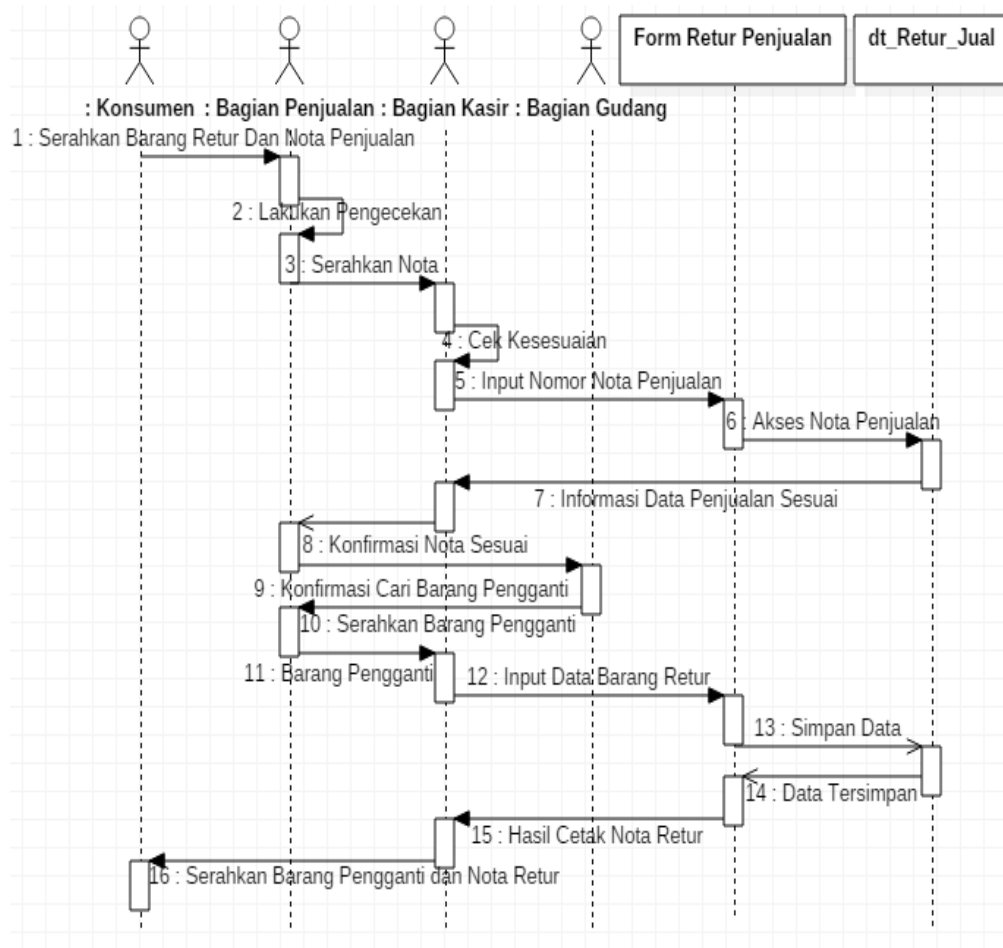 Form Retur Penjualan
dt_Retur_Jual
: Konsumen : Bagian Penjualan : Bagian Kasir : Bagian Gudang
1 : Serahkan Barang Retur Dan Nota Penjualan
2 : Lakukan Pengecekan
3 : Serahkan Nota
4 : Cek Kesesuaian
5 : Input Nomor Nota Penjualan
6 : Akses Nota Penjualan
7 : Informasi Data Penjualan Sesuai
8 : Konfirmasi Nota Sesuai
9 : Konfirmasi Cari Barang Pengganti
10 : Serahkan Barang Pengganti
11 : Barang Pengganti
12 : Input Data Barang Retur
13 : Simpan Data
14 : Data Tersimpan
15 : Hasil Cetak Nota Retur
16 : Serahkan Barang Pengganti dan Nota Retur